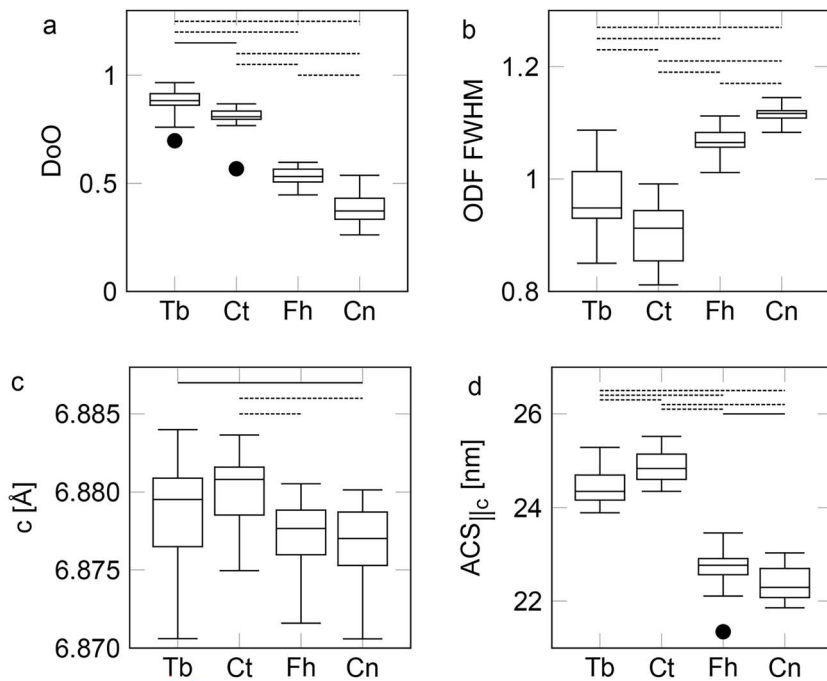 a
DoO
1
0.5
0
Tb Ct Fh Cn
b
ODF FWHM
1.2
1
0.8
Tb Ct Fh Cn
c
c [Å]
6.885
6.880
6.875
6.870
Tb Ct Fh Cn
d
ACS||c [nm]
26
24
22
Tb Ct Fh Cn